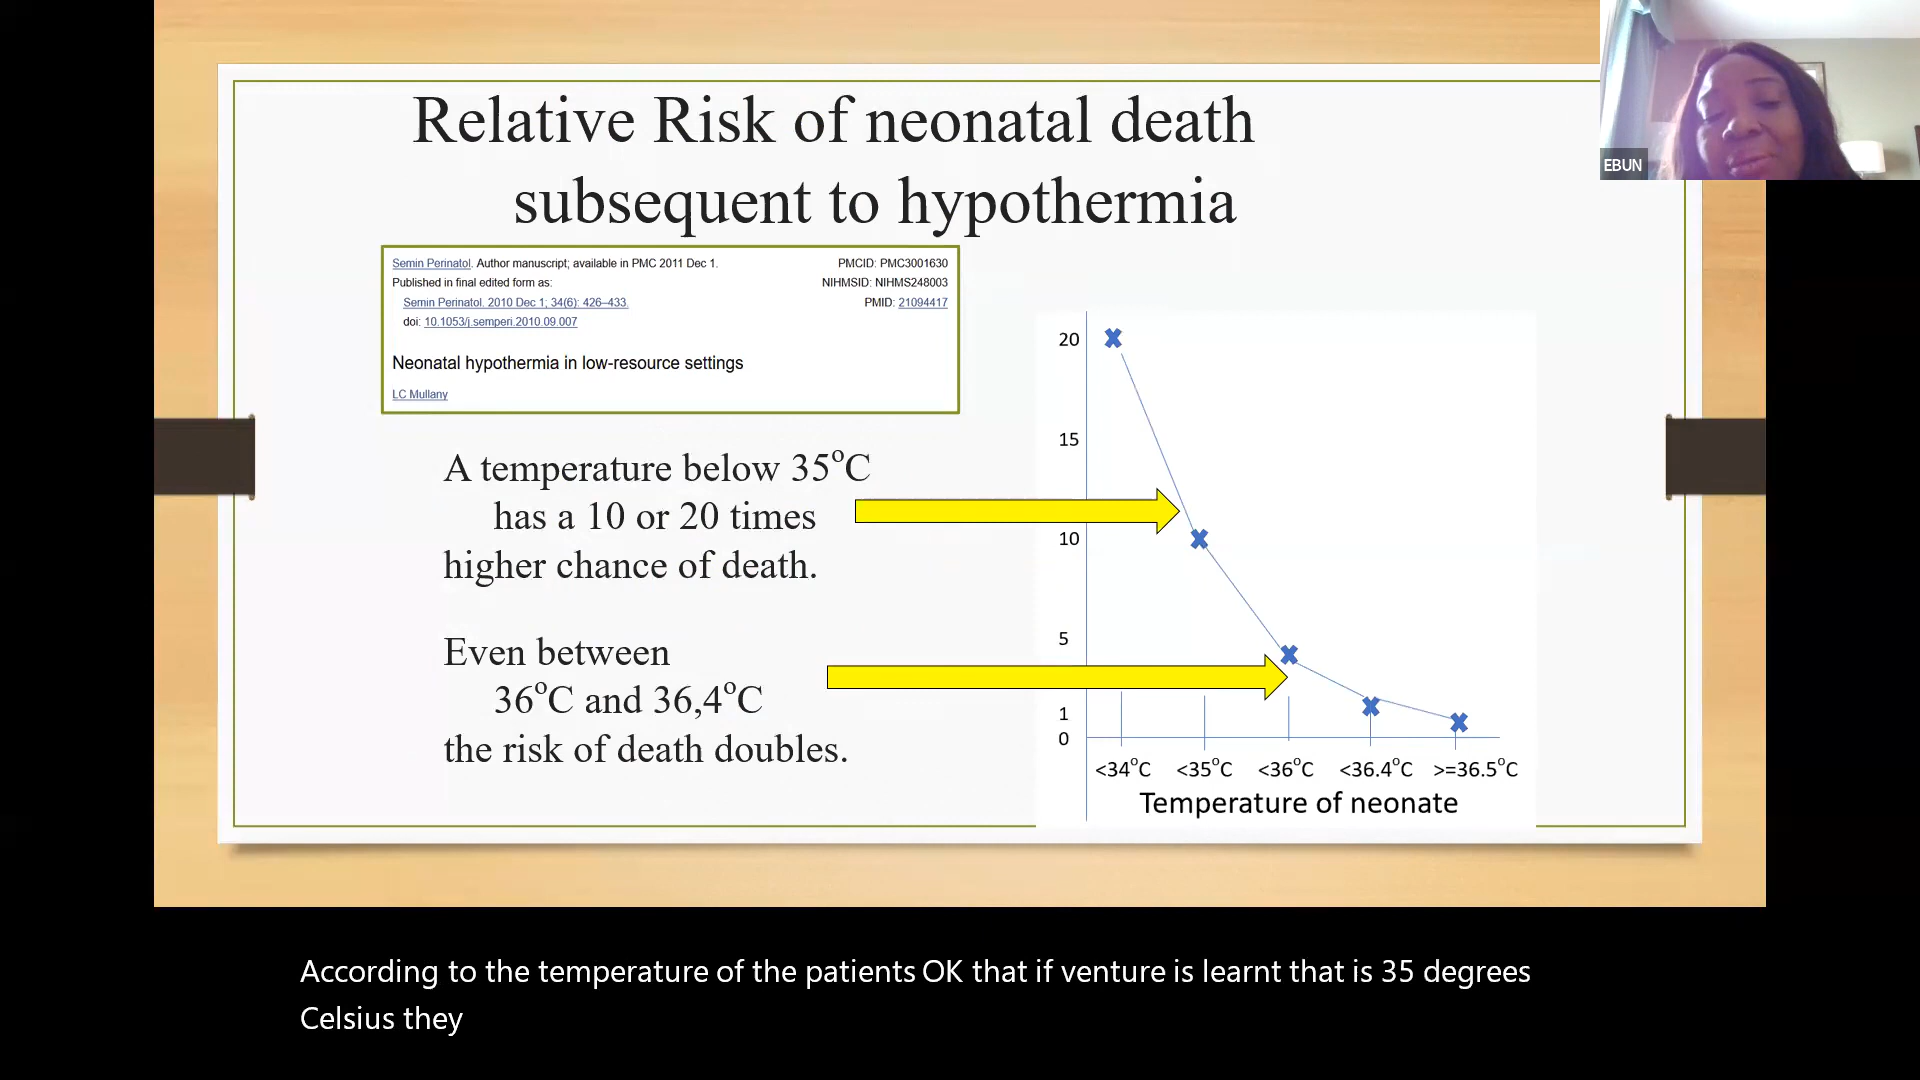 Relative Risk of neonatal death
subsequent to hypothermia
EBUN
Semin Perinatol. Author manuscript; available in PMC 2011 Dec 1.
PMCID: PMC3001630
Published in final edited form as:
NIHMSID: NIHMS248003
Semin Perinatol. 2010 Dec 1; 34(6): 426–433.
PMID: 21094417
doi: 10.1053/j.semperi.2010.09.007
Neonatal hypothermia in low-resource settings
LC Mullany
A temperature below 35°C
has a 10 or 20 times
higher chance of death.
Even between
36°C and 36,4°C
the risk of death doubles.
20
15
10
5
1
0
<34°C <35°C <36°C <36.4°C >=36.5°C
Temperature of neonate
According to the temperature of the patients OK that if venture is learnt that is 35 degrees
Celsius they